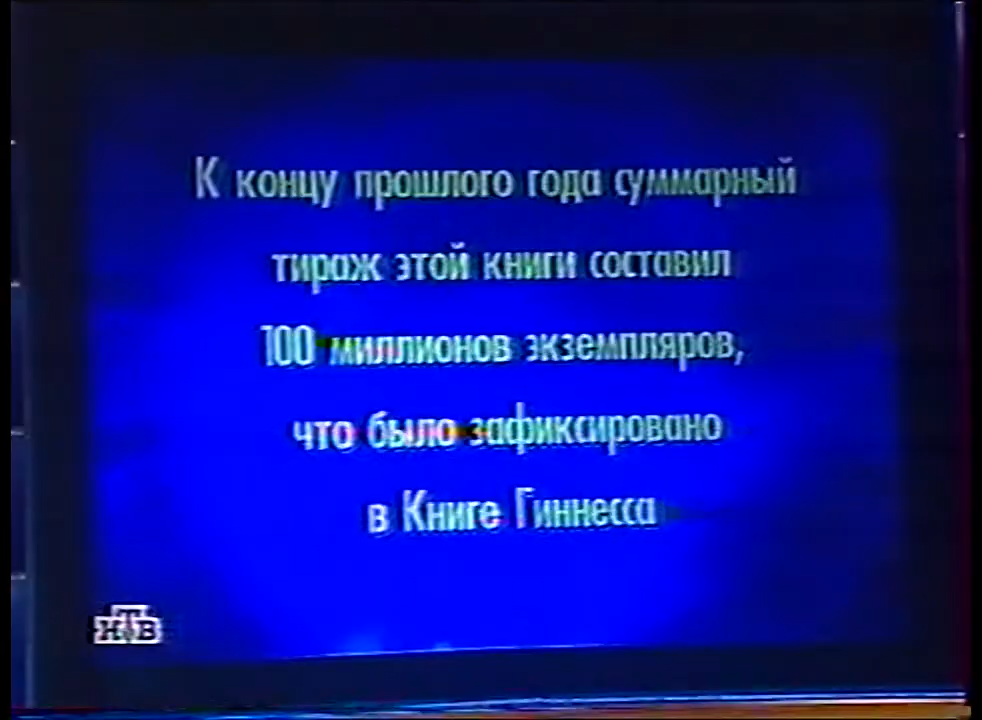 К концу прошлого года суммарный
тираж этой книги составил
100 миллионов экземпляров,
что было зафиксировано
в Книге Гиннесса
НТВ